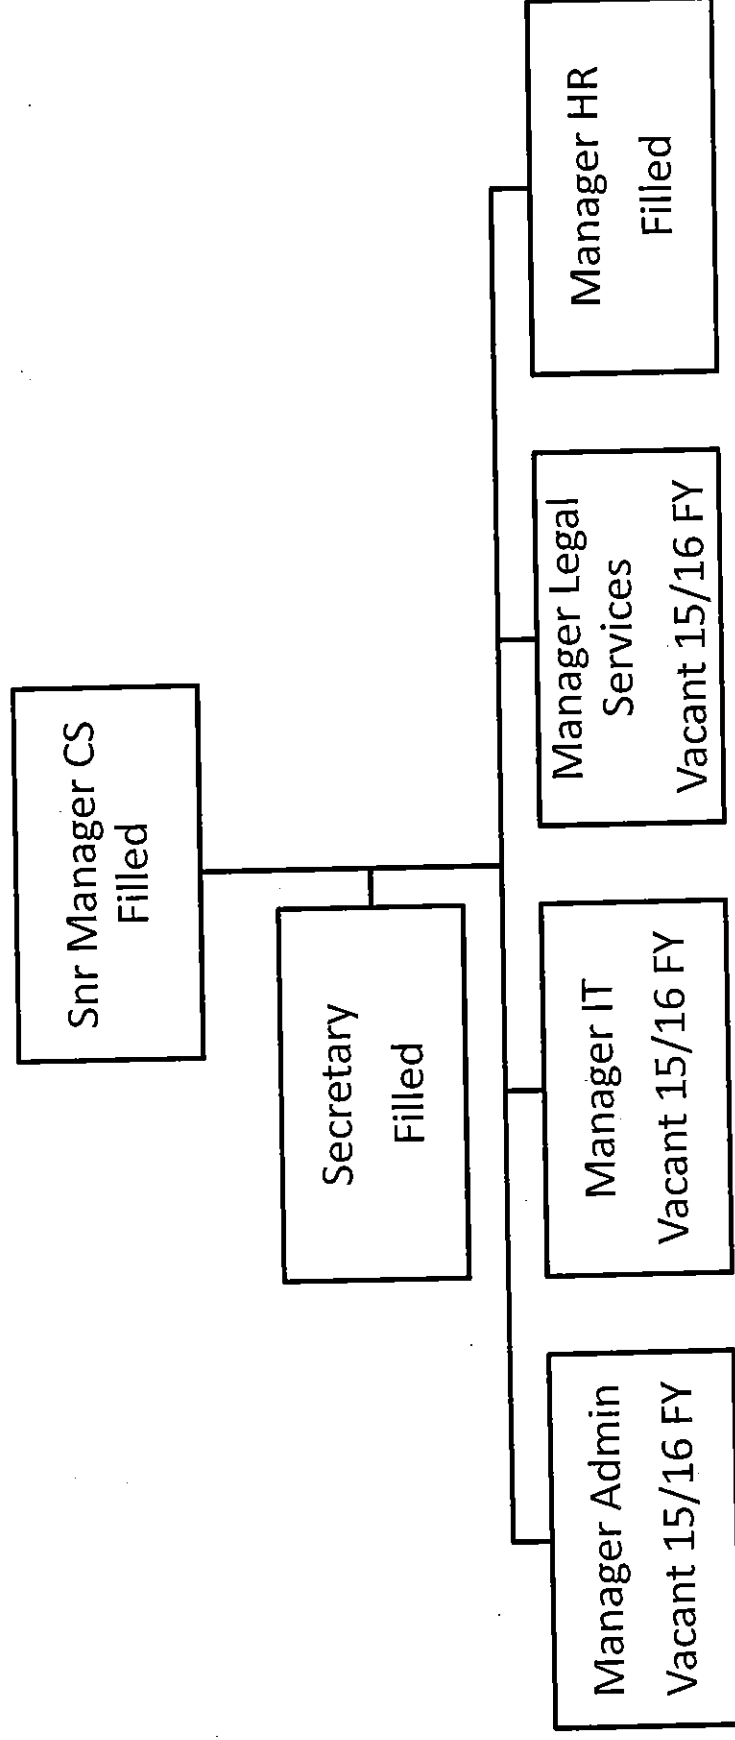 Snr Manager CS
Filled
Secretary
Filled
Manager Admin
Vacant 15/16 FY
Manager IT
Vacant 15/16 FY
Manager Legal
Services
Vacant 15/16 FY
Manager HR
Filled